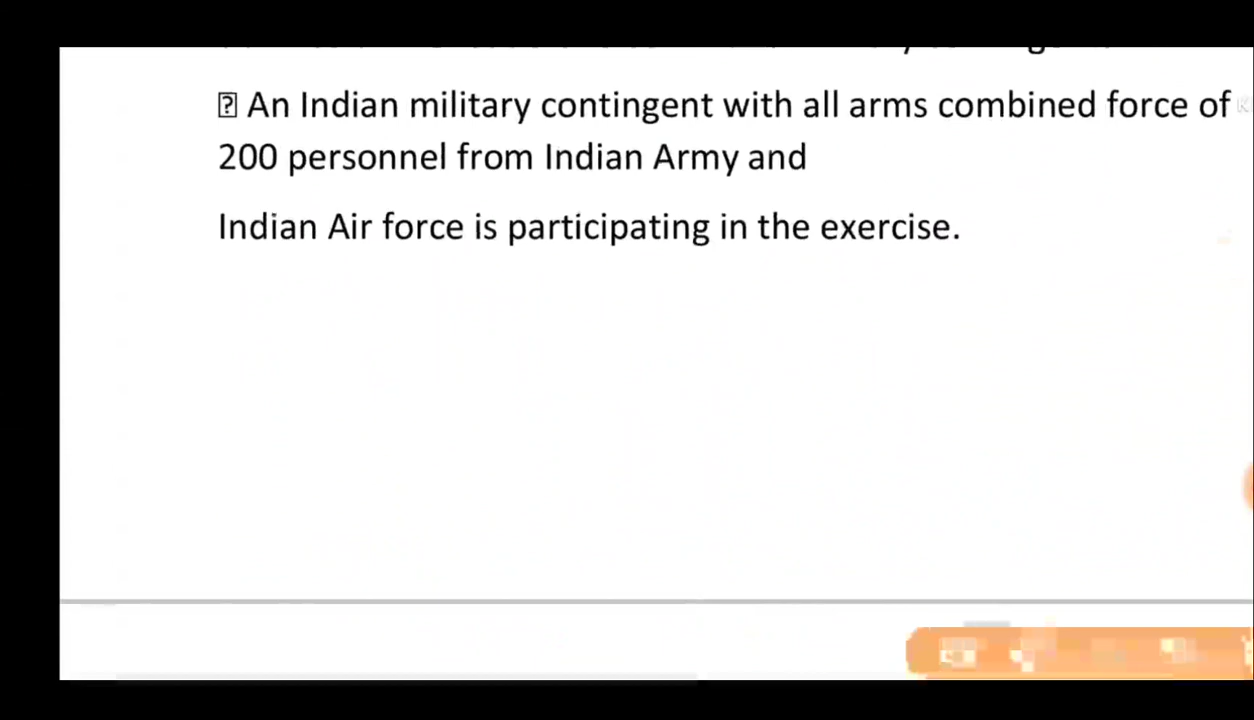 An Indian military contingent with all arms combined force of
200 personnel from Indian Army and
Indian Air force is participating in the exercise.